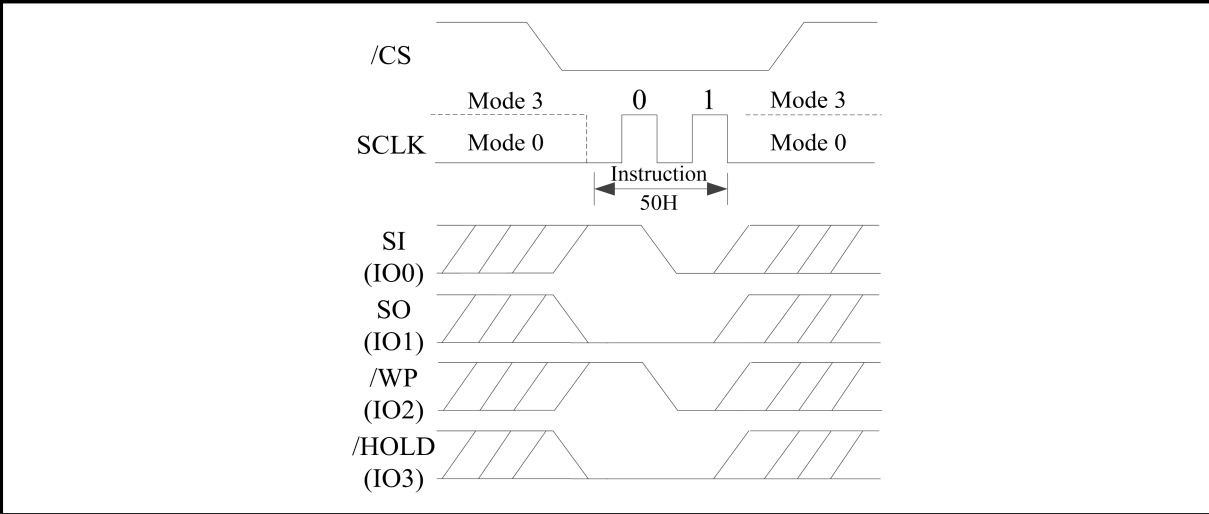 /CS
Mode 3 0 1 Mode 3
SCLK Mode 0 Mode 0
Instruction
50H
SI
(IO0)
SO
(IO1)
/WP
(IO2)
/HOLD
(IO3)